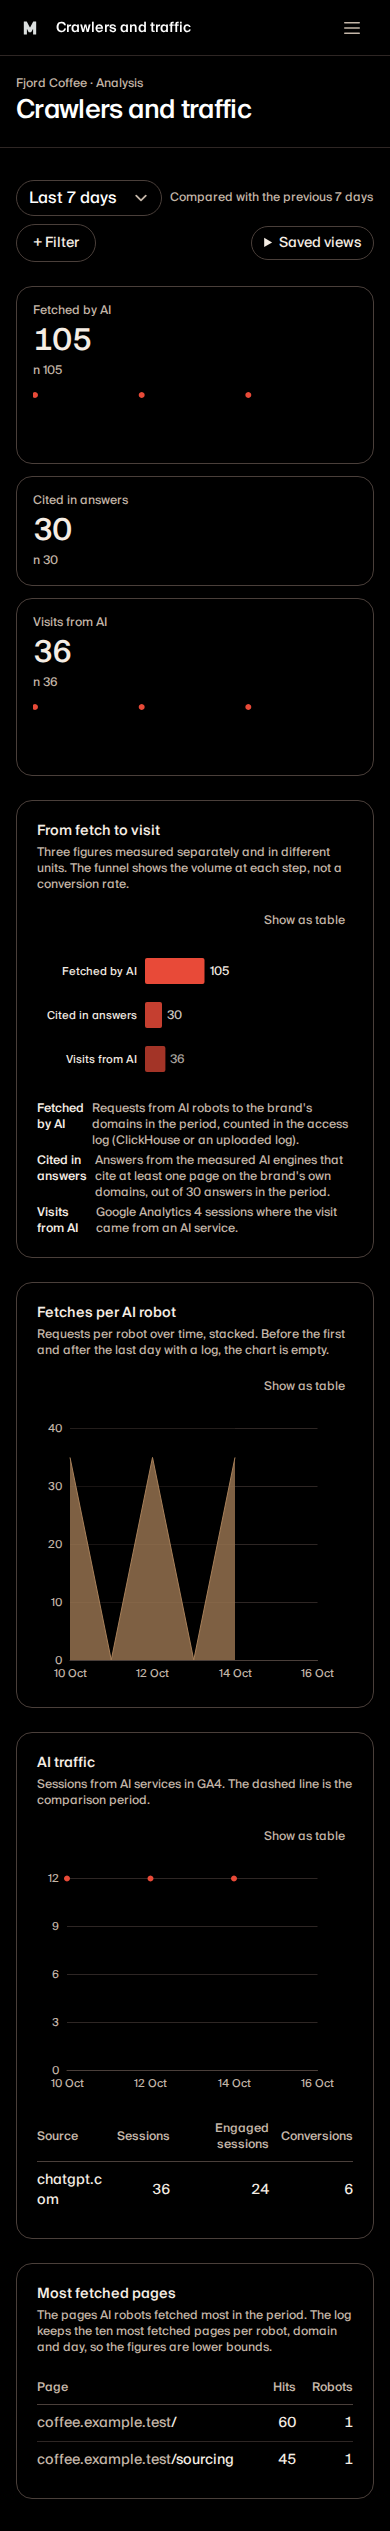 M Crawlers and traffic
Fjord Coffee · Analysis
Crawlers and traffic
Last 7 days Compared with the previous 7 days
+ Filter Saved views
Fetched by AI
105
n 105
Cited in answers
30
n 30
Visits from AI
36
n 36
From fetch to visit
Three figures measured separately and in different
units. The funnel shows the volume at each step, not a
conversion rate.
Show as table
Fetched by AI 105
Cited in answers 30
Visits from AI 36
Fetched Requests from AI robots to the brand's
by AI domains in the period, counted in the access
log (ClickHouse or an uploaded log).
Cited in Answers from the measured AI engines that
answers cite at least one page on the brand's own
domains, out of 30 answers in the period.
Visits Google Analytics 4 sessions where the visit
from AI came from an AI service.
Fetches per AI robot
Requests per robot over time, stacked. Before the first
and after the last day with a log, the chart is empty.
Show as table
40
30
20
10
0
10 Oct 12 Oct 14 Oct 16 Oct
AI traffic
Sessions from AI services in GA4. The dashed line is the
comparison period.
Show as table
12
9
6
3
0
10 Oct 12 Oct 14 Oct 16 Oct
Engaged
Source Sessions sessions Conversions
chatgpt.c
om 36 24 6
Most fetched pages
The pages AI robots fetched most in the period. The log
keeps the ten most fetched pages per robot, domain
and day, so the figures are lower bounds.
Page Hits Robots
coffee.example.test/ 60 1
coffee.example.test/sourcing 45 1